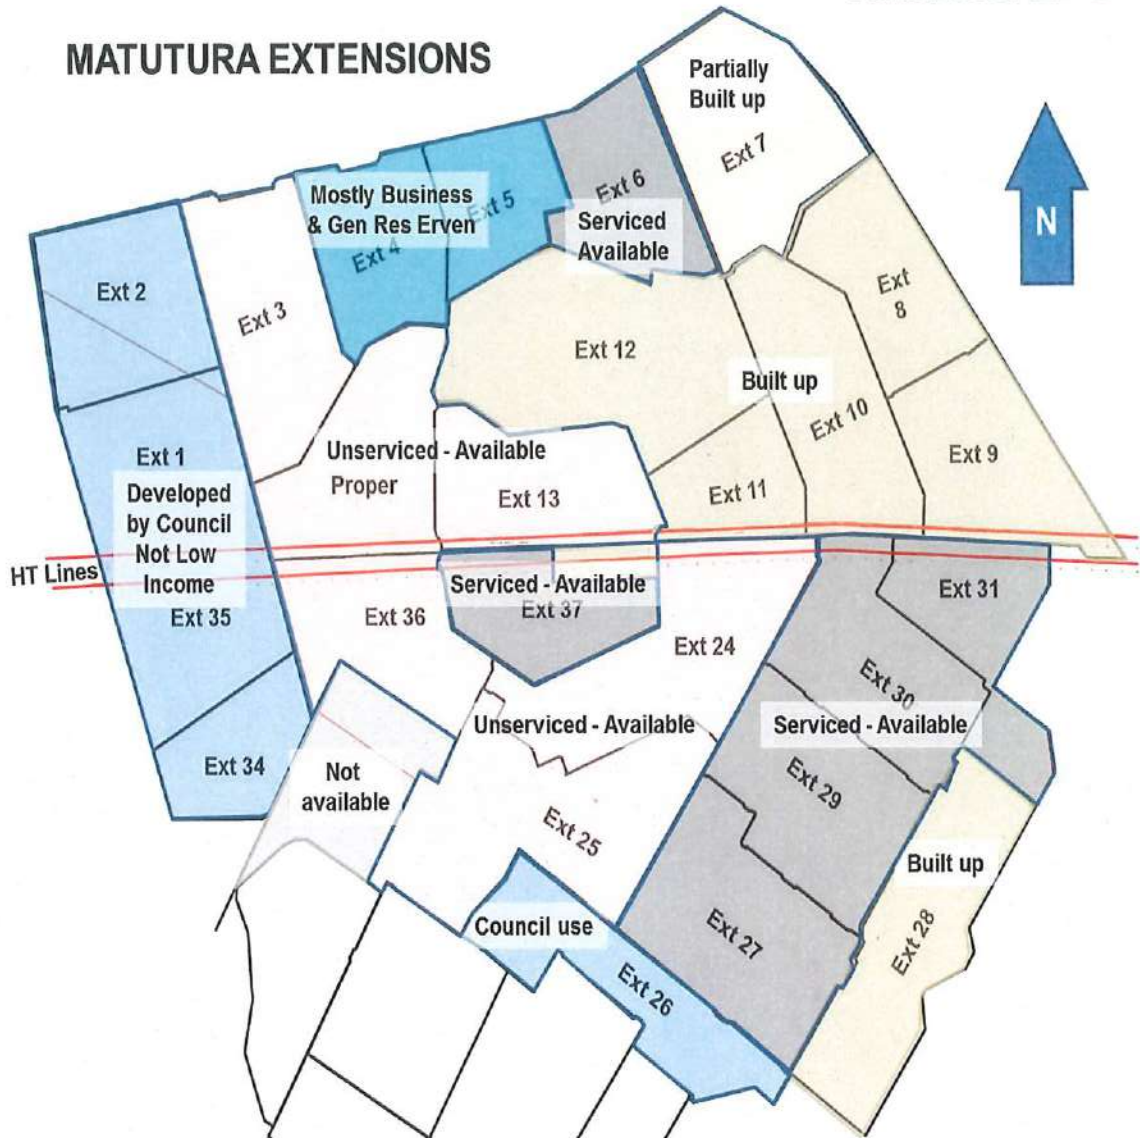 MATUTURA EXTENSIONS
Partially
Built up
Ext 7
N
Mostly Business
& Gen Res Erven
Ext 4
Ext 5
Ext 6
Serviced
Available
Ext 2
Ext 3
Ext 8
Ext 12
Built up
Ext 10
Ext 9
Ext 11
Ext 1
Developed
by Council
Not Low
Income
Unserviced - Available
Proper
Ext 13
HT Lines
Ext 35
Ext 36
Serviced - Available
Ext 37
Ext 24
Ext 31
Ext 30
Ext 34
Not
available
Unserviced - Available
Serviced - Available
Ext 29
Ext 25
Built up
Council use
Ext 27
Ext 28
Ext 26